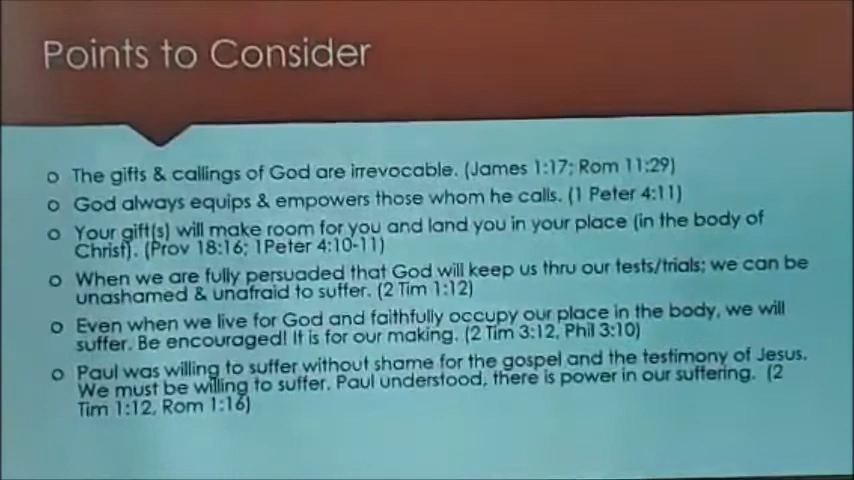 Points to Consider
The gifts & callings of God are irrevocable. (James 1:17; Rom 11:29)
God always equips & empowers those whom he calls. (1 Peter 4:11)
Your gift(s) will make room for you and land you in your place (in the body of
Christ). (Prov 18:16; 1Peter 4:10-11)
When we are fully persuaded that God will keep us thru our tests/trials; we can be
unashamed & unafraid to suffer. (2 Tim 1:12)
Even when we live for God and faithfully occupy our place in the body, we will
suffer. Be encouraged! It is for our making. (2 Tim 3:12, Phil 3:10)
Paul was willing to suffer without shame for the gospel and the testimony of Jesus.
We must be willing to suffer. Paul understood, there is power in our suffering. (2
Tim 1:12, Rom 1:16)